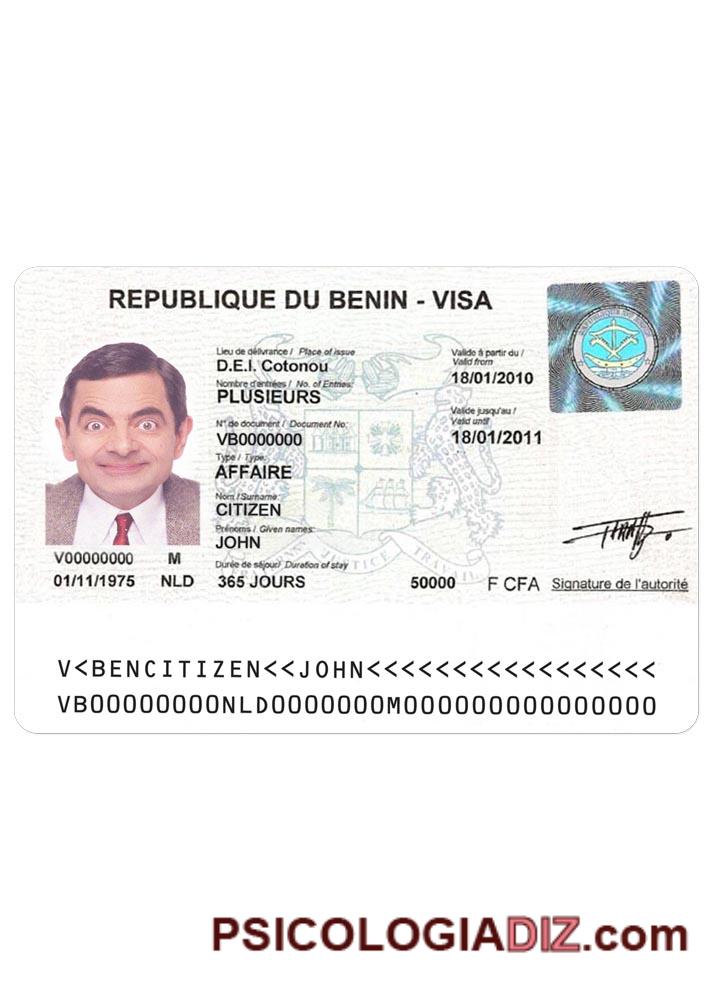 REPUBLIQUE DU BENIN - VISA
Lieu de délivrance / Place of issue
D.E.I. Cotonou
Valide à partir du /
Valid from
18/01/2010
Nombre d'entrées / No. of Entries:
PLUSIEURS
Valide jusqu'au /
Valid until
18/01/2011
N° de document / Document No:
VB0000000
Type / Type:
AFFAIRE
Nom / Surname:
CITIZEN
Prénoms / Given names:
JOHN
V00000000 M
Durée de séjour/ Duration of stay
01/11/1975 NLD 365 JOURS 50000 F CFA Signature de l'autorité
JUSTICE TRAVAIL
V<BENCITIZEN<<JOHN<<<<<<<<<<<<<<<<<
VB00000000NLD0000000M00000000000000
PSICOLOGIADIZ.com